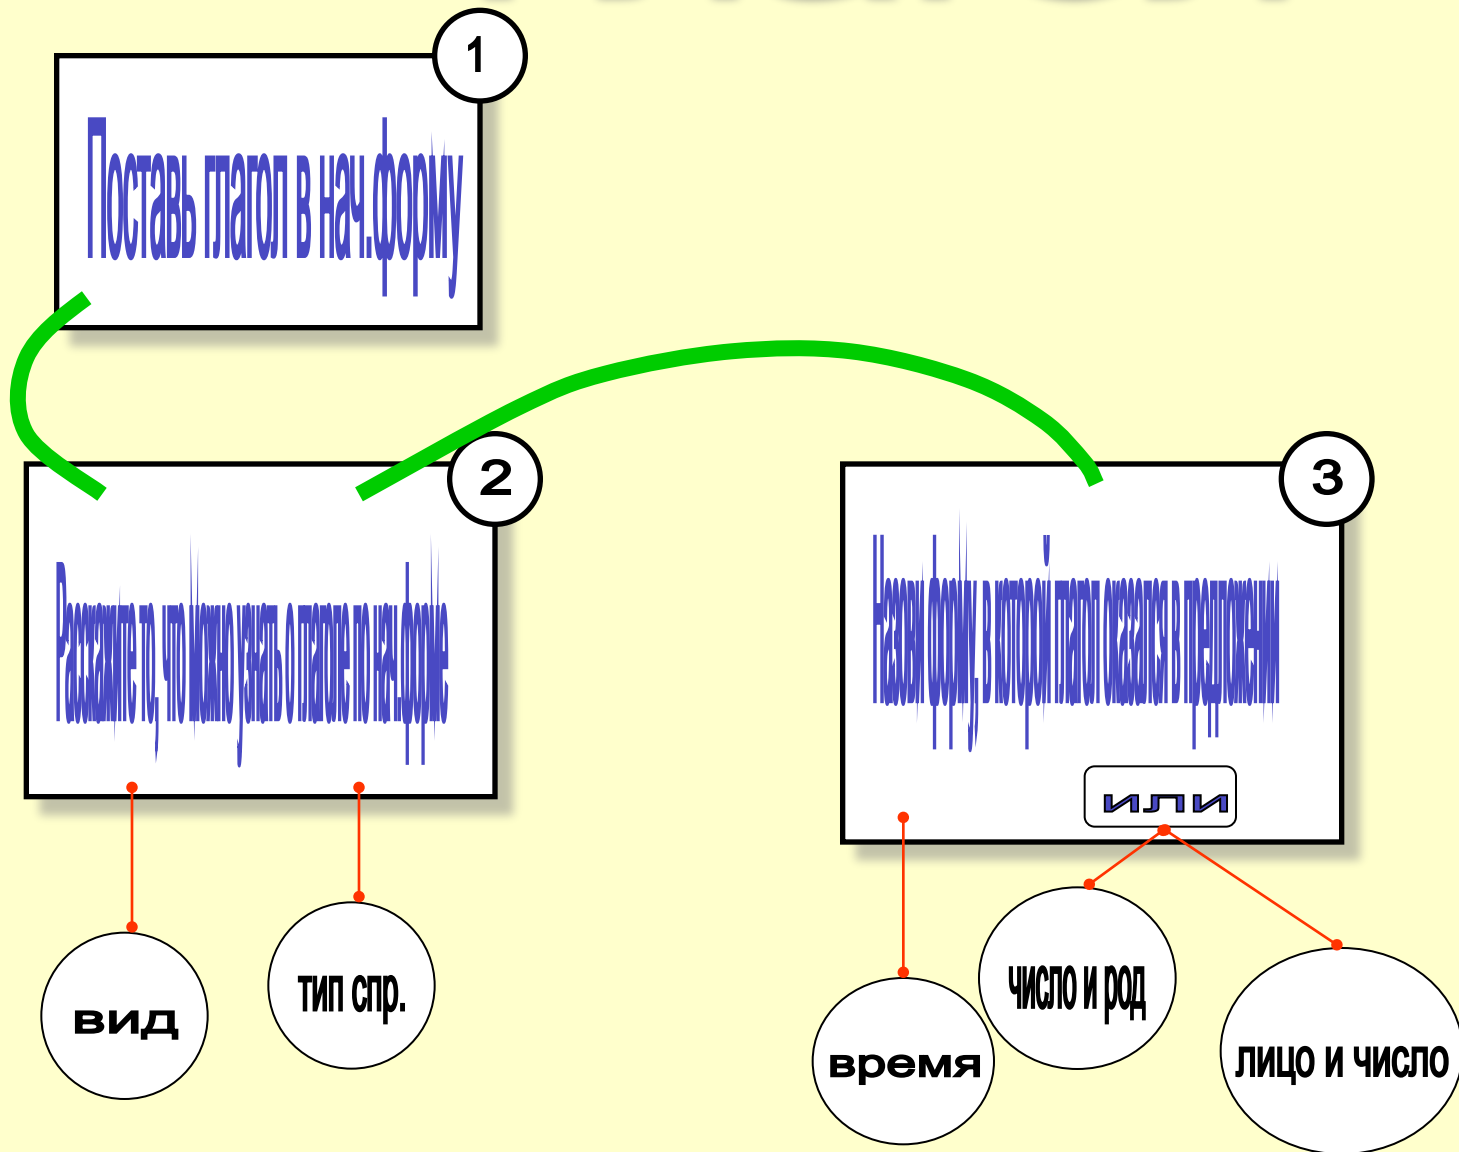 1
Поставь глагол в нач.форму
2
Расскажите то, что можно узнать о глаголе по нач.форме
3
Назови форму, в которой глагол оказался в предложении
или
вид
тип спр.
время
число и род
лицо и число